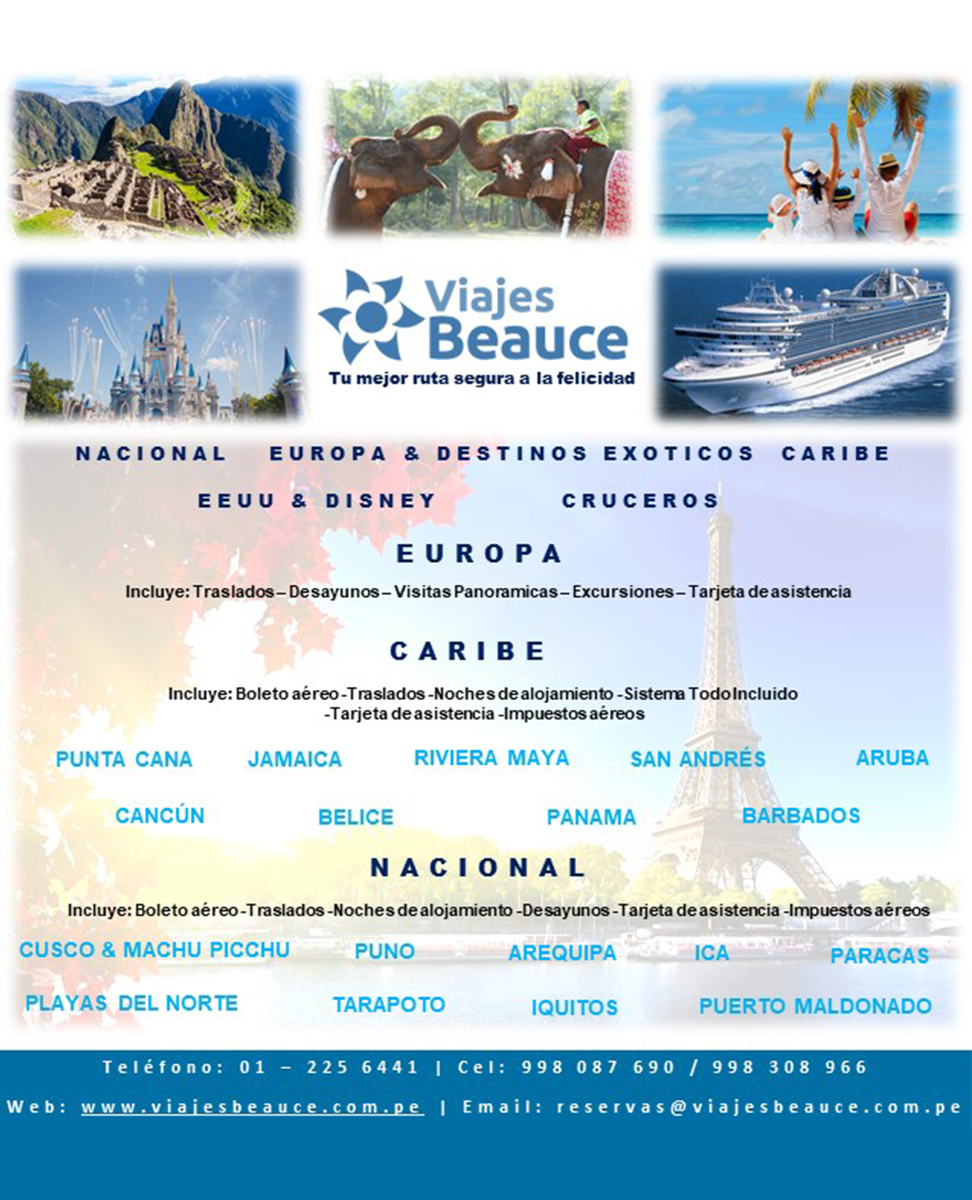 Viajes
Beauce
Tu mejor ruta segura a la felicidad
NACIONAL EUROPA & DESTINOS EXOTICOS CARIBE
EEUU & DISNEY CRUCEROS
EUROPA
Incluye: Traslados – Desayunos – Visitas Panoramicas – Excursiones – Tarjeta de asistencia
CARIBE
Incluye: Boleto aéreo -Traslados -Noches de alojamiento -Sistema Todo Incluido
-Tarjeta de asistencia -Impuestos aéreos
PUNTA CANA JAMAICA RIVIERA MAYA SAN ANDRÉS ARUBA
CANCÚN BELICE PANAMA BARBADOS
NACIONAL
Incluye: Boleto aéreo -Traslados -Noches de alojamiento -Desayunos -Tarjeta de asistencia -Impuestos aéreos
CUSCO & MACHU PICCHU PUNO AREQUIPA ICA PARACAS
PLAYAS DEL NORTE TARAPOTO IQUITOS PUERTO MALDONADO
Teléfono: 01 – 225 6441 | Cel: 998 087 690 / 998 308 966
Web: www.viajesbeauce.com.pe | Email: reservas@viajesbeauce.com.pe